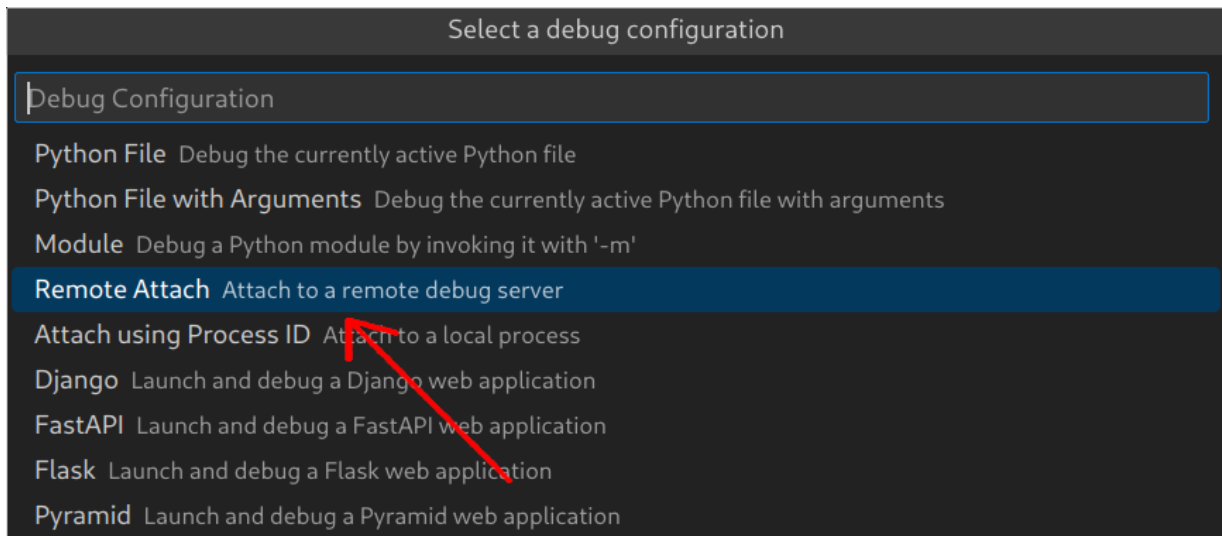 Select a debug configuration
Debug Configuration
Python File Debug the currently active Python file
Python File with Arguments Debug the currently active Python file with arguments
Module Debug a Python module by invoking it with '-m'
Remote Attach Attach to a remote debug server
Attach using Process ID Attach to a local process
Django Launch and debug a Django web application
FastAPI Launch and debug a FastAPI web application
Flask Launch and debug a Flask web application
Pyramid Launch and debug a Pyramid web application